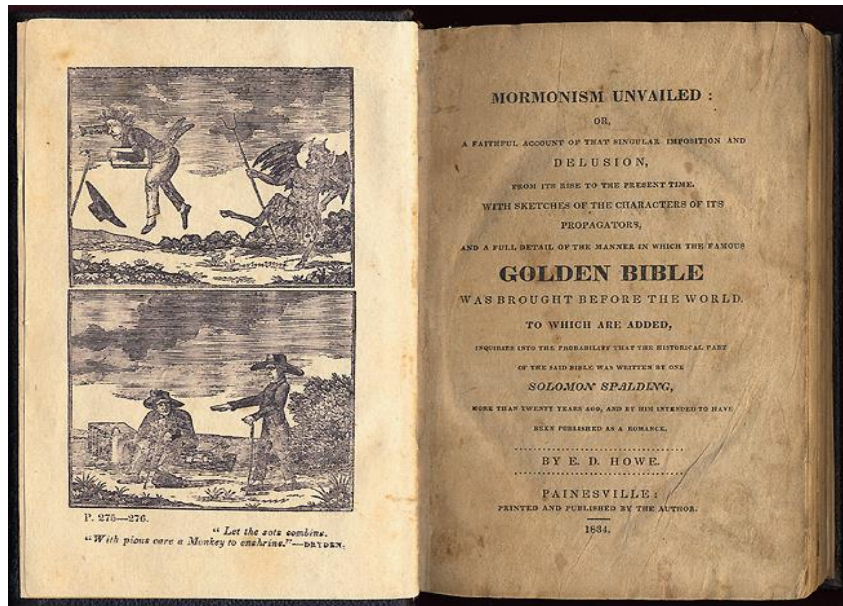 P. 275—276.
"Let the sots combine.
"With pious care a Monkey to enshrine."—DRYDEN.
MORMONISM UNVAILED:
OR,
A FAITHFUL ACCOUNT OF THAT SINGULAR IMPOSITION AND
DELUSION,
FROM ITS RISE TO THE PRESENT TIME.
WITH SKETCHES OF THE CHARACTERS OF ITS
PROPAGATORS,
AND A FULL DETAIL OF THE MANNER IN WHICH THE FAMOUS
GOLDEN BIBLE
WAS BROUGHT BEFORE THE WORLD.
TO WHICH ARE ADDED,
INQUIRIES INTO THE PROBABILITY THAT THE HISTORICAL PART
OF THE SAID BIBLE WAS WRITTEN BY ONE
SOLOMON SPALDING,
MORE THAN TWENTY YEARS AGO, AND BY HIM INTENDED TO HAVE
BEEN PUBLISHED AS A ROMANCE.
BY E. D. HOWE.
PAINESVILLE:
PRINTED AND PUBLISHED BY THE AUTHOR.
1834.